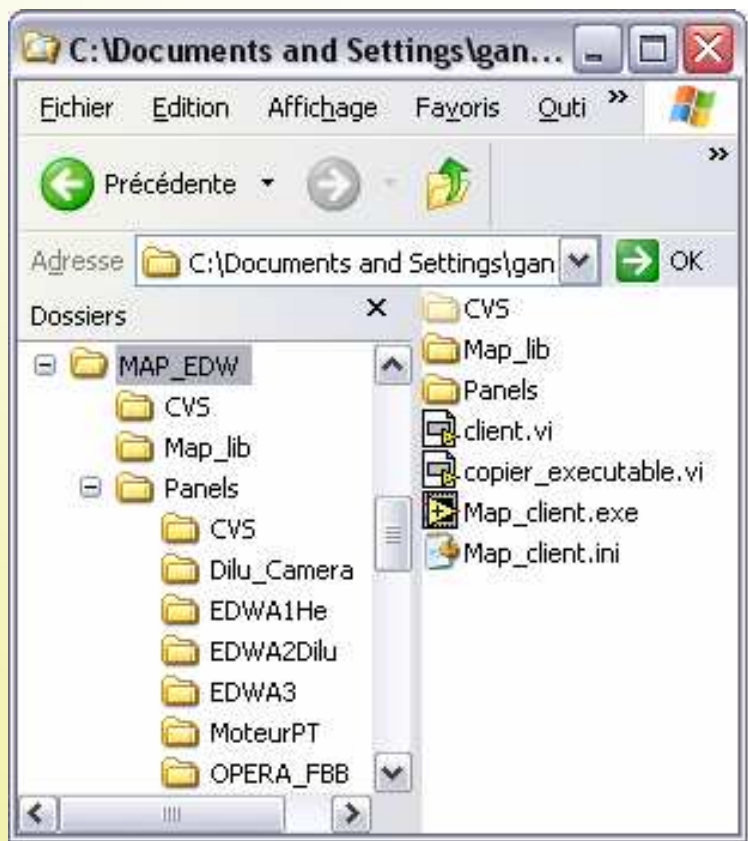 C:\Documents and Settings\gan...
Fichier Edition Affichage Favoris Outi »
Précédente »
Adresse C:\Documents and Settings\gan OK
Dossiers
MAP_EDW
CVS
Map_lib
Panels
CVS
Dilu_Camera
EDWA1He
EDWA2Dilu
EDWA3
MoteurPT
OPERA_FBB
CVS
Map_lib
Panels
client.vi
copier_executable.vi
Map_client.exe
Map_client.ini